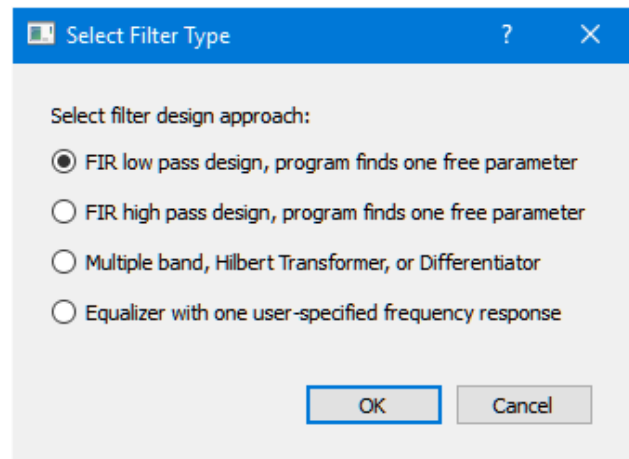 Select Filter Type
Select filter design approach:
FIR low pass design, program finds one free parameter
FIR high pass design, program finds one free parameter
Multiple band, Hilbert Transformer, or Differentiator
Equalizer with one user-specified frequency response
OK Cancel